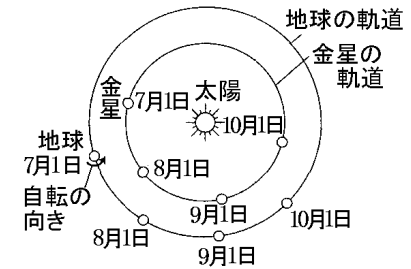 地球の軌道
金星の
軌道
金星
太陽
7月1日
10月1日
地球
7月1日
自転の
向き
8月1日
9月1日
10月1日
8月1日
9月1日